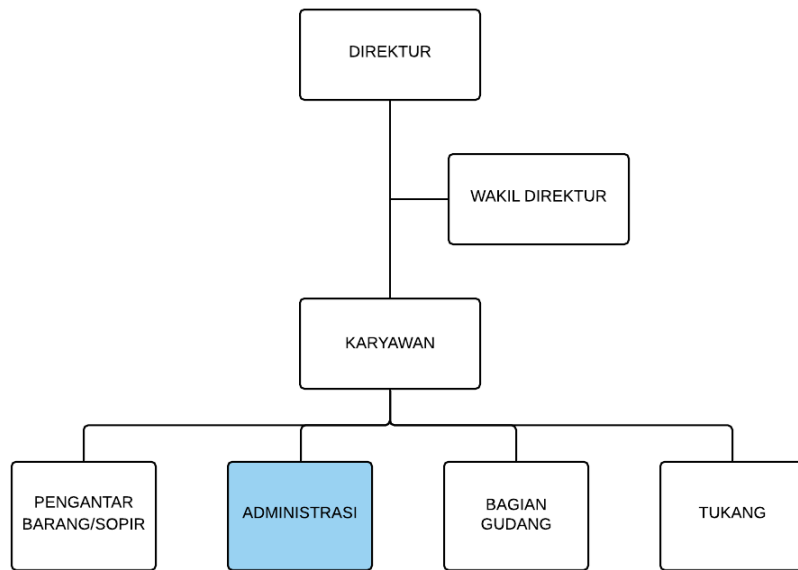 DIREKTUR
WAKIL DIREKTUR
KARYAWAN
PENGANTAR
BARANG/SOPIR
ADMINISTRASI
BAGIAN
GUDANG
TUKANG